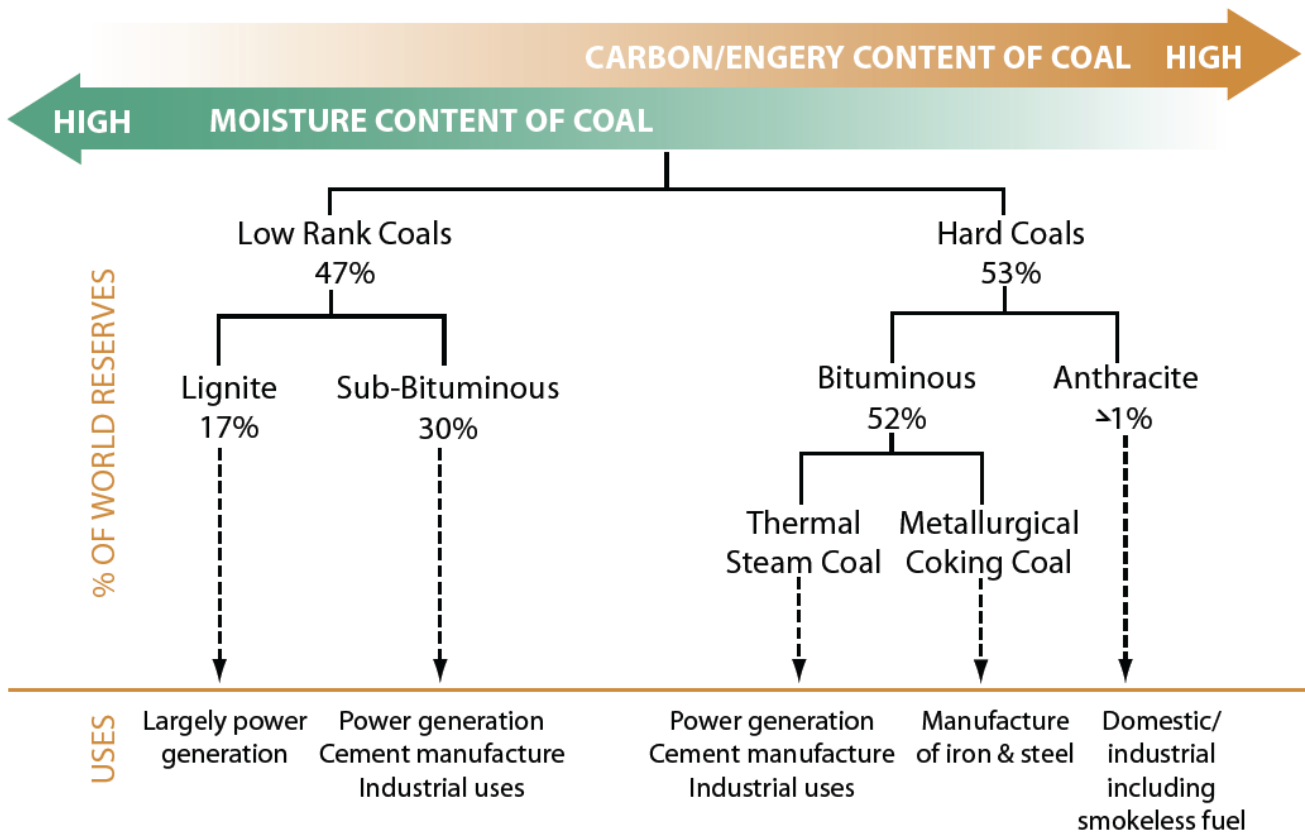 CARBON/ENGERY CONTENT OF COAL HIGH
HIGH MOISTURE CONTENT OF COAL
Low Rank Coals
47%
Hard Coals
53%
% OF WORLD RESERVES
Lignite
17%
Sub-Bituminous
30%
Bituminous
52%
Anthracite
~1%
Thermal
Steam Coal
Metallurgical
Coking Coal
USES
Largely power
generation
Power generation
Cement manufacture
Industrial uses
Power generation
Cement manufacture
Industrial uses
Manufacture
of iron & steel
Domestic/
industrial
including
smokeless fuel